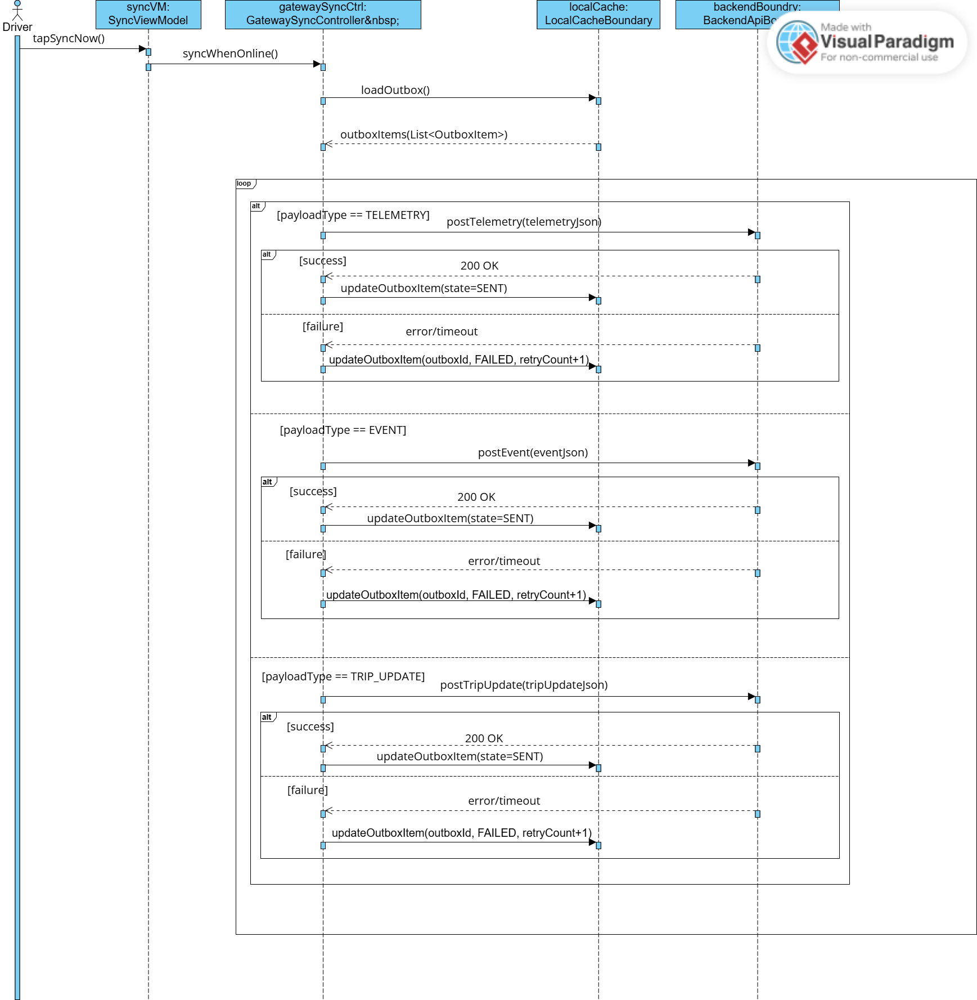 Driver
syncVM:
SyncViewModel
gatewaySyncCtrl:
GatewaySyncController&nbsp;
localCache:
LocalCacheBoundary
backendBoundry:
Made with
Visual Paradigm
For non-commercial use
tapSyncNow()
syncWhenOnline()
loadOutbox()
outboxItems(List<OutboxItem>)
loop
alt
[payloadType == TELEMETRY]
postTelemetry(telemetryJson)
alt
[success]
200 OK
updateOutboxItem(state=SENT)
[failure]
error/timeout
updateOutboxItem(outboxId, FAILED, retryCount+1)
[payloadType == EVENT]
postEvent(eventJson)
alt
[success]
200 OK
updateOutboxItem(state=SENT)
[failure]
error/timeout
updateOutboxItem(outboxId, FAILED, retryCount+1)
[payloadType == TRIP_UPDATE]
postTripUpdate(tripUpdateJson)
alt
[success]
200 OK
updateOutboxItem(state=SENT)
[failure]
error/timeout
updateOutboxItem(outboxId, FAILED, retryCount+1)